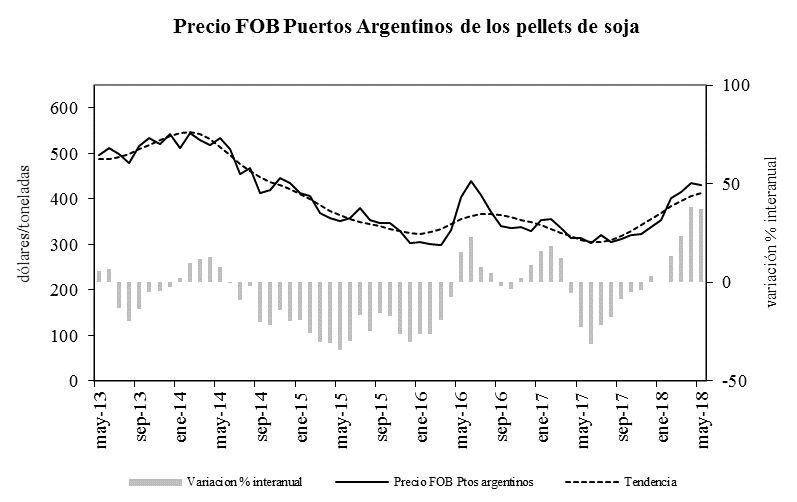 Precio FOB Puertos Argentinos de los pellets de soja
dólares/toneladas
600
500
400
300
200
100
0
100
50
0
-50
variación % interanual
may-13
sep-13
ene-14
may-14
sep-14
ene-15
may-15
sep-15
ene-16
may-16
sep-16
ene-17
may-17
sep-17
ene-18
may-18
Variacion % interanual
Precio FOB Ptos argentinos
Tendencia